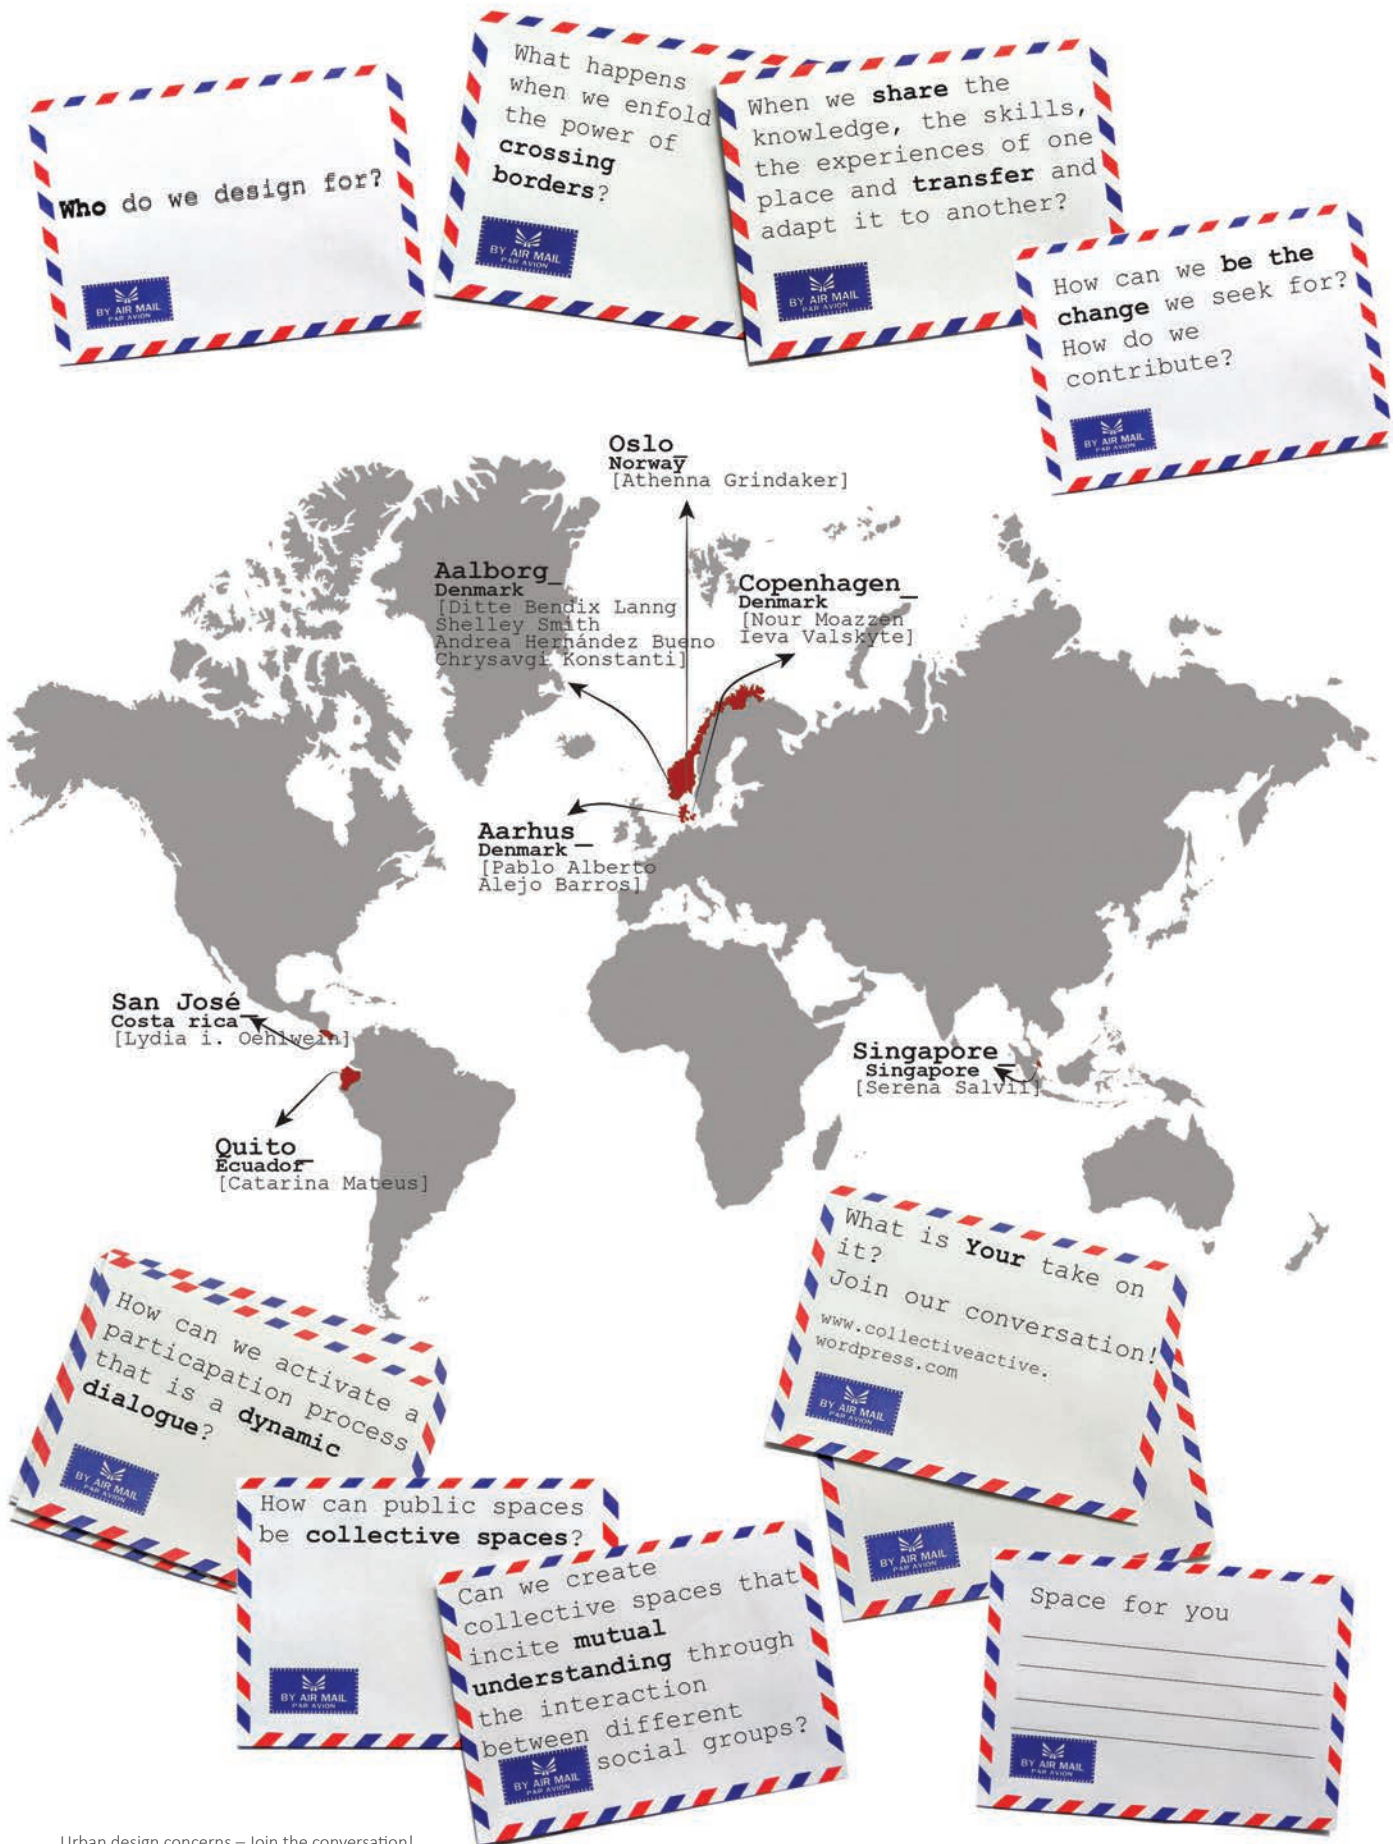 Who do we design for?
BY AIR MAIL
PAR AVION
What happens
when we enfold
the power of
crossing
borders?
BY AIR MAIL
PAR AVION
When we share the
knowledge, the skills,
the experiences of one
place and transfer and
adapt it to another?
BY AIR MAIL
PAR AVION
How can we be the
change we seek for?
How do we
contribute?
BY AIR MAIL
PAR AVION
Oslo_
Norway
[Athenna Grindaker]
Aalborg_
Denmark
[Ditte Bendix Lanng
Shelley Smith
Andrea Hernández Bueno
Chrysavgi Konstanti]
Copenhagen_
Denmark
[Nour Moazzen
Ieva Valskyte]
Aarhus_
Denmark
[Pablo Alberto
Alejo Barros]
San José_
Costa rica
[Lydia i. Oehlwein]
Singapore_
Singapore
[Serena Salvii]
Quito_
Ecuador
[Catarina Mateus]
How can we activate a
particapation process
that is a dynamic
dialogue?
BY AIR MAIL
PAR AVION
What is Your take on
it?
Join our conversation!
www.collectiveactive.
wordpress.com
BY AIR MAIL
PAR AVION
BY AIR MAIL
PAR AVION
How can public spaces
be collective spaces?
BY AIR MAIL
PAR AVION
Can we create
collective spaces that
incite mutual
understanding through
the interaction
between different
social groups?
BY AIR MAIL
PAR AVION
Space for you
BY AIR MAIL
PAR AVION
Urban design concerns – Join the conversation!